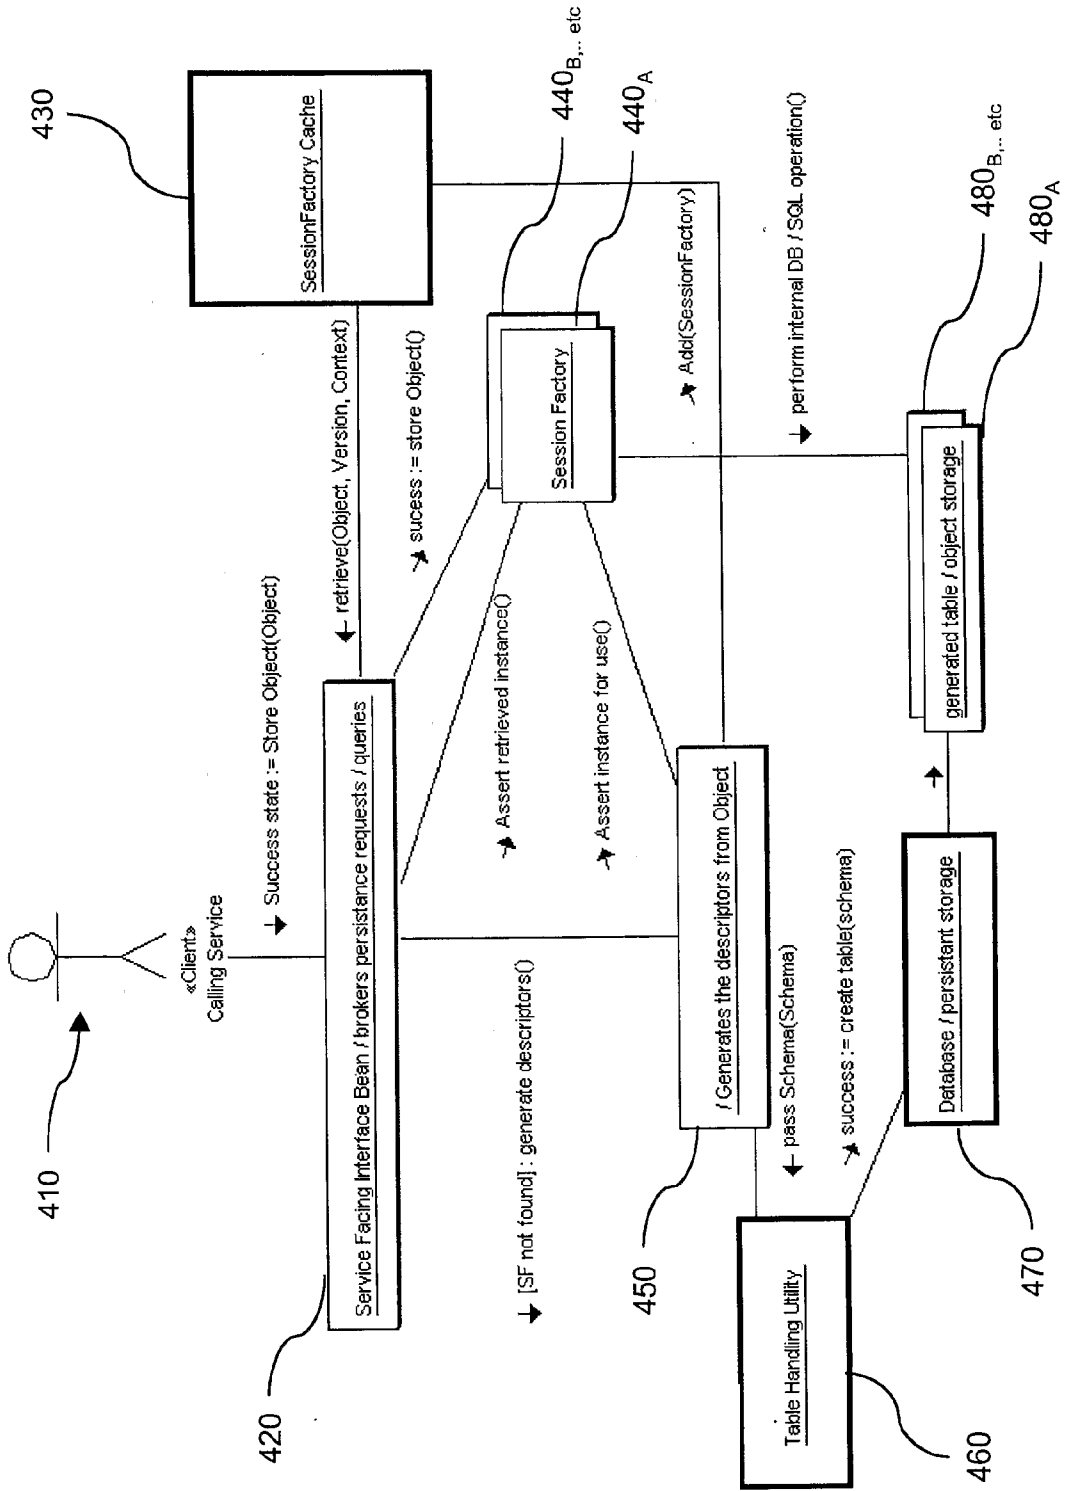 410
«Client»
Calling Service
Success state := Store Object(Object)
420
Service Facing Interface Bean / brokers persistance requests / queries
retrieve(Object, Version, Context)
430
SessionFactory Cache
sucess := store Object()
440B,.. etc
440A
Session Factory
Assert retrieved instance()
Assert instance for use()
[SF not found] : generate descriptors()
Add(SessionFactory)
450
/ Generates the descriptors from Object
pass Schema(Schema)
perform internal DB / SQL operation()
460
Table Handling Utility
success := create table(schema)
470
Database / persistant storage
generated table / object storage
480B,.. etc
480A